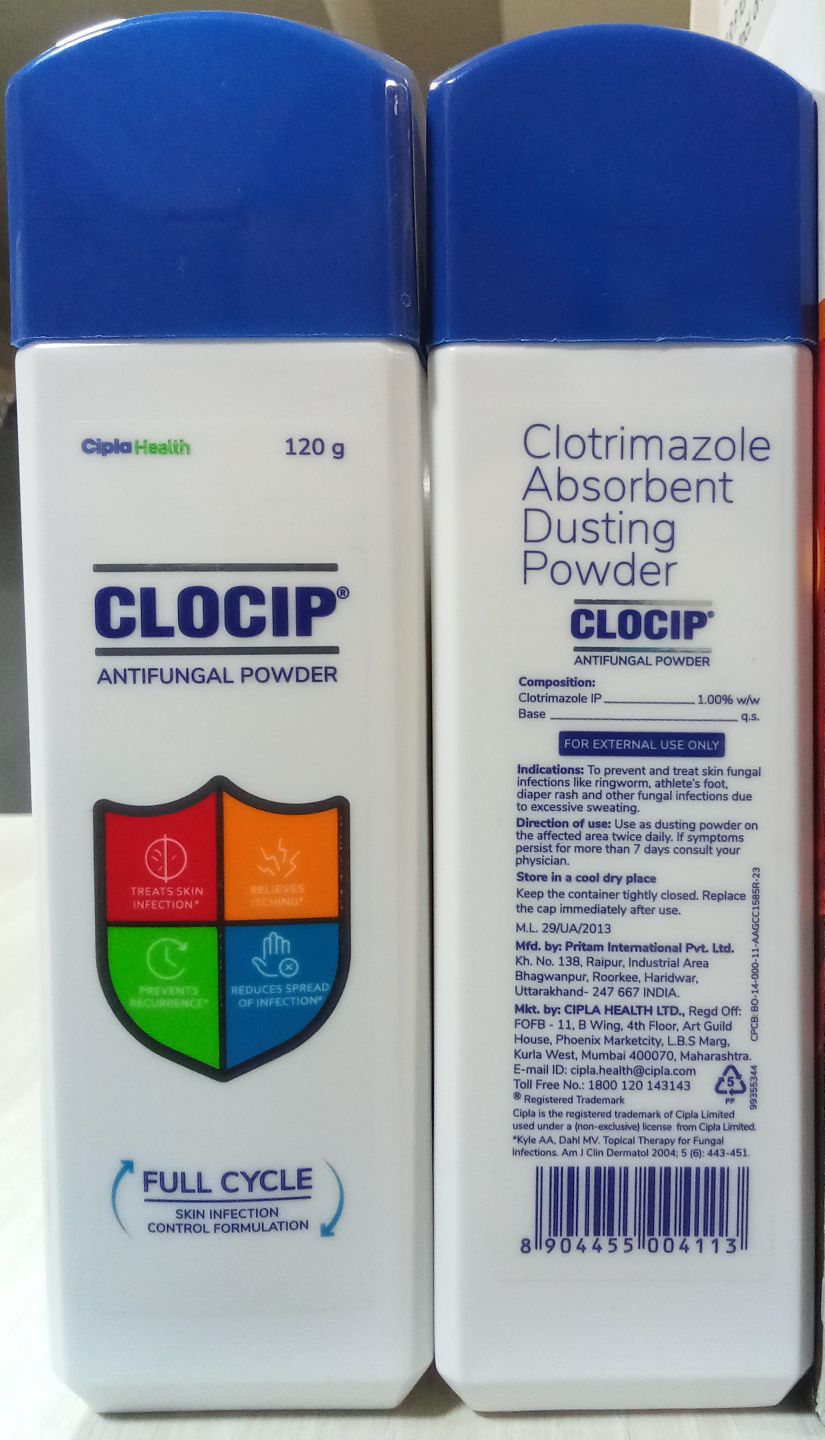 Cipla Health
120 g
CLOCIP®
ANTIFUNGAL POWDER
TREATS SKIN
INFECTION*
RELIEVES
ITCHING*
PREVENTS
RECURRENCE*
REDUCES SPREAD
OF INFECTION*
FULL CYCLE
SKIN INFECTION
CONTROL FORMULATION
Clotrimazole
Absorbent
Dusting
Powder
CLOCIP®
ANTIFUNGAL POWDER
Composition:
Clotrimazole IP 1.00% w/w
Base q.s.
FOR EXTERNAL USE ONLY
Indications: To prevent and treat skin fungal
infections like ringworm, athlete's foot,
diaper rash and other fungal infections due
to excessive sweating.
Direction of use: Use as dusting powder on
the affected area twice daily. If symptoms
persist for more than 7 days consult your
physician.
Store in a cool dry place
Keep the container tightly closed. Replace
the cap immediately after use.
M.L. 29/UA/2013
Mfd. by: Pritam International Pvt. Ltd.
Kh. No. 138, Raipur, Industrial Area
Bhagwanpur, Roorkee, Haridwar,
Uttarakhand- 247 667 INDIA.
Mkt. by: CIPLA HEALTH LTD., Regd Off:
FOFB - 11, B Wing, 4th Floor, Art Guild
House, Phoenix Marketcity, L.B.S Marg,
Kurla West, Mumbai 400070, Maharashtra.
E-mail ID: cipla.health@cipla.com
Toll Free No.: 1800 120 143143
® Registered Trademark
Cipla is the registered trademark of Cipla Limited
used under a (non-exclusive) license from Cipla Limited.
*Kyle AA, Dahl MV. Topical Therapy for Fungal
Infections. Am J Clin Dermatol 2004; 5 (6): 443-451.
5
PP
99355344
CPCB: BO-14-000-11-AAGCC1585R-23
8 904455 004113